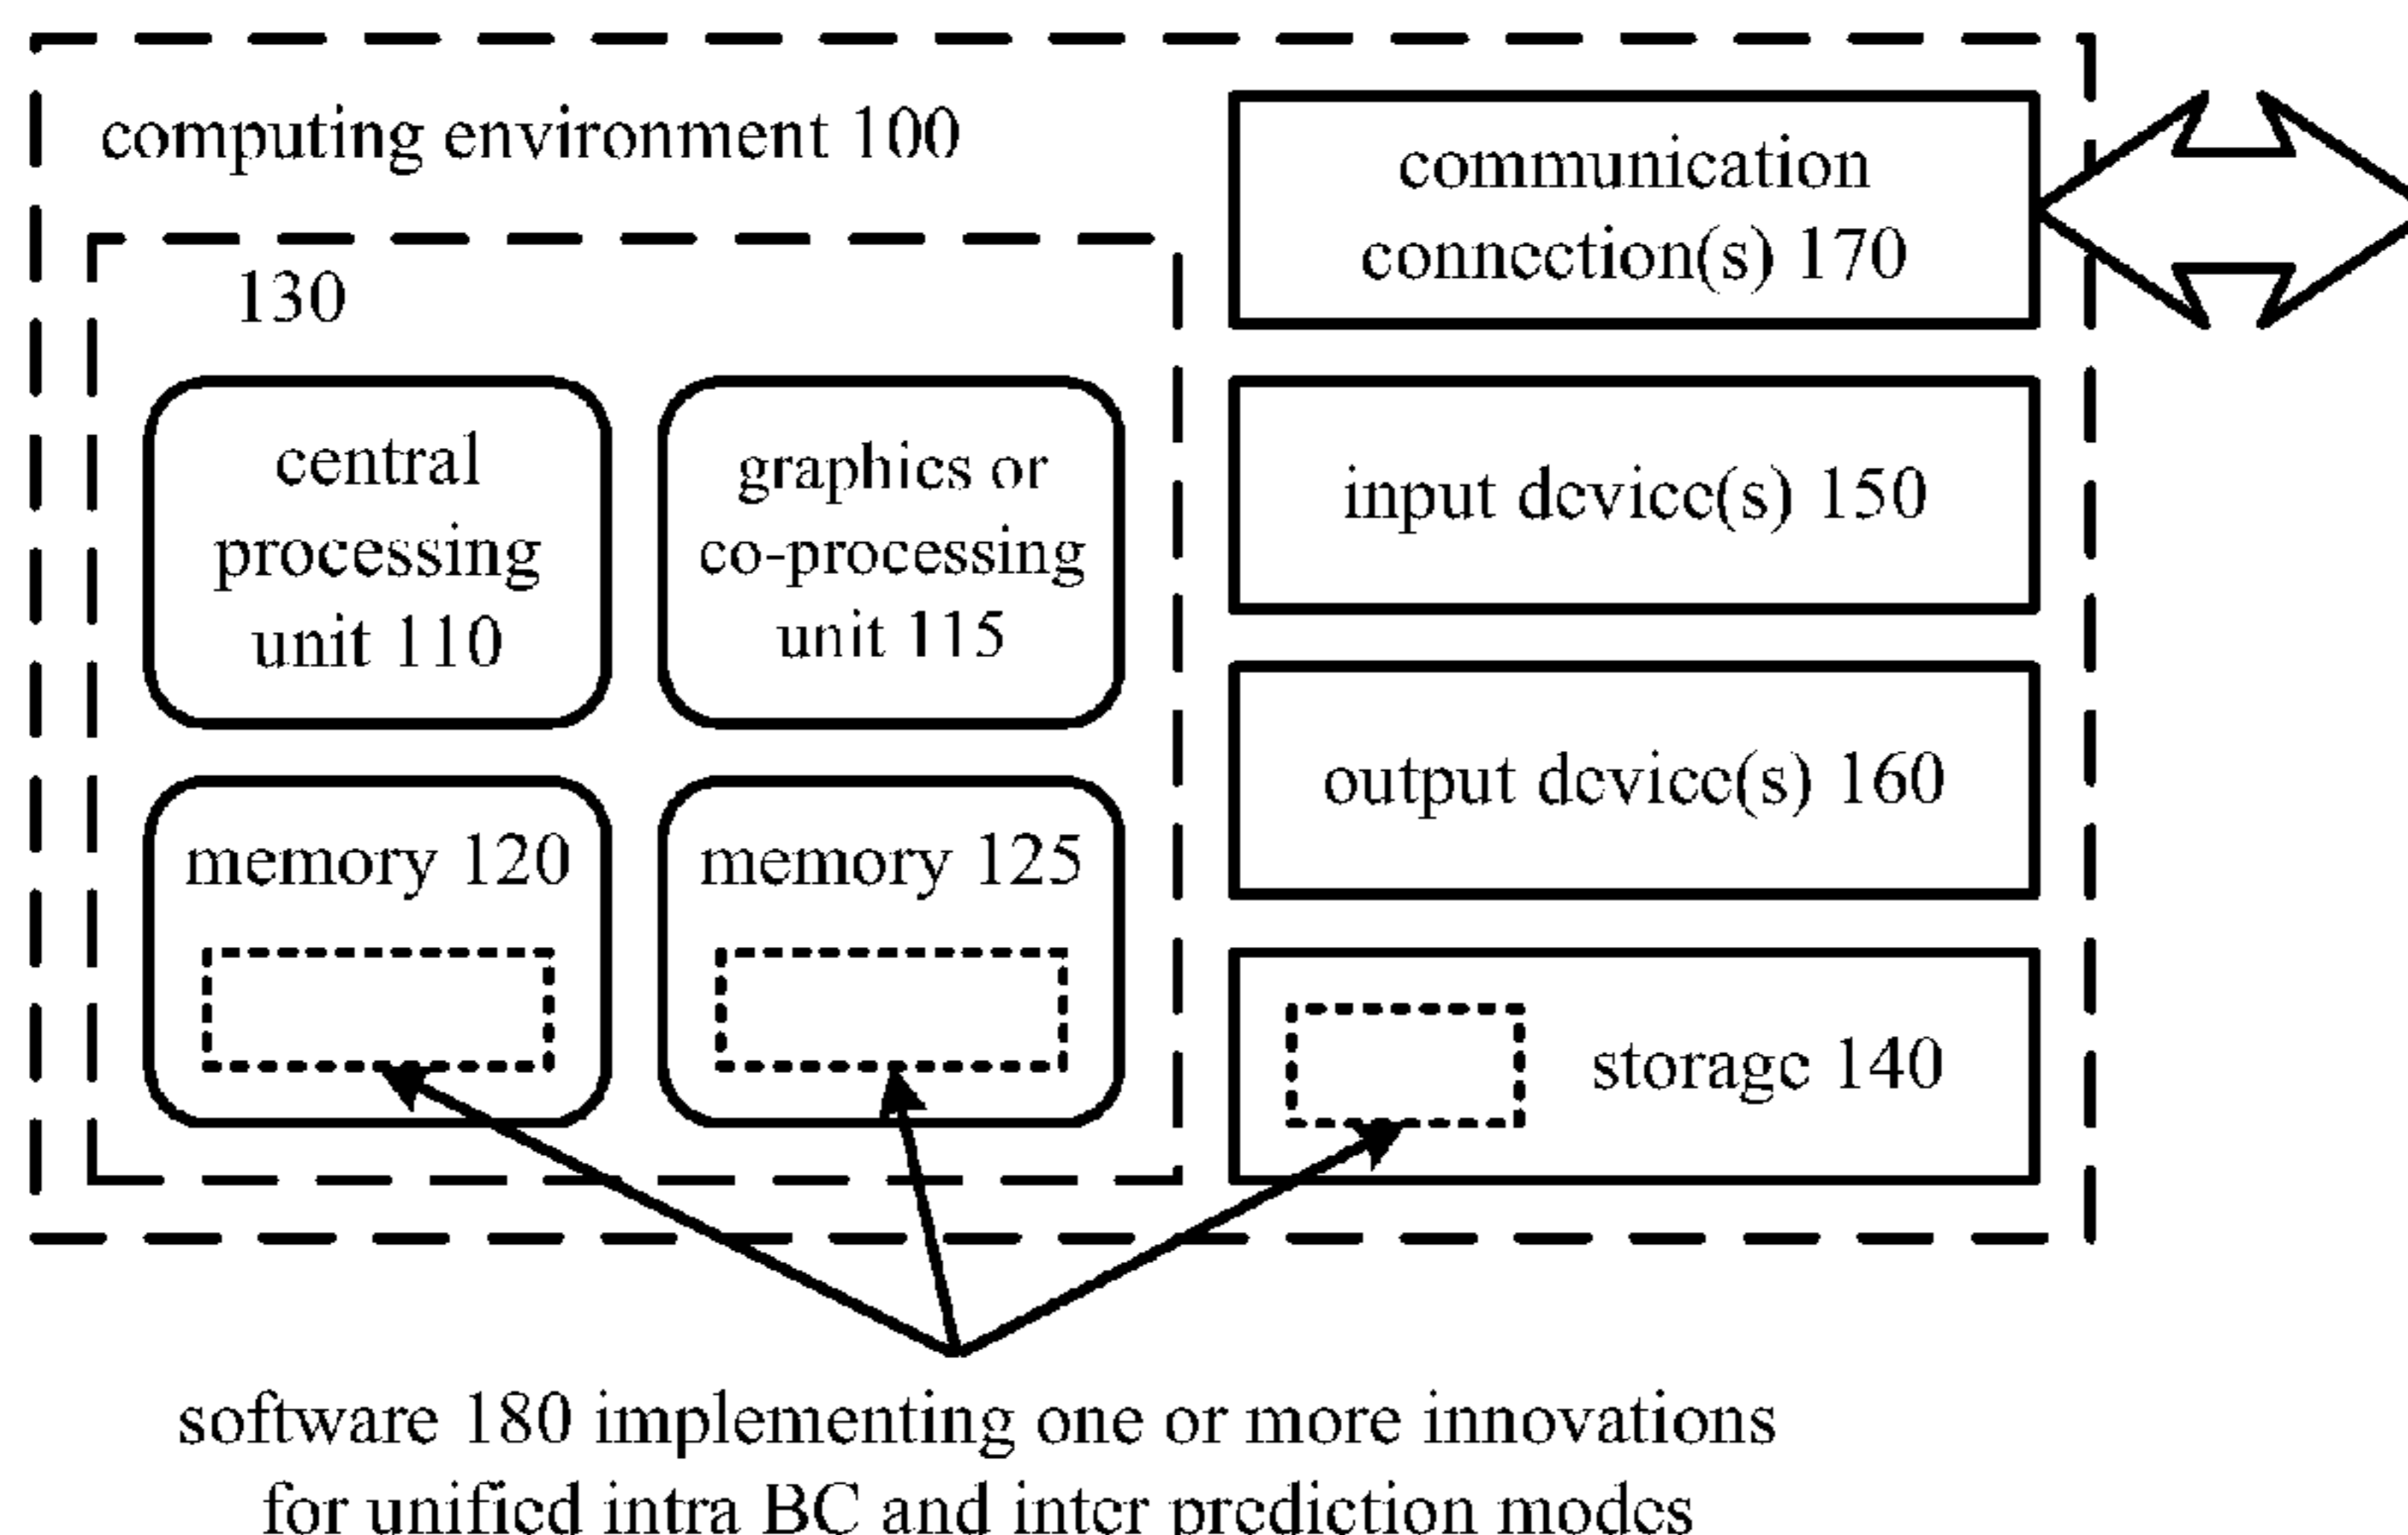 computing environment 100
communication
connection(s) 170
130
central
processing
unit 110
graphics or
co-processing
unit 115
input device(s) 150
output device(s) 160
memory 120
memory 125
storage 140
software 180 implementing one or more innovations
for unified intra BC and inter prediction modes